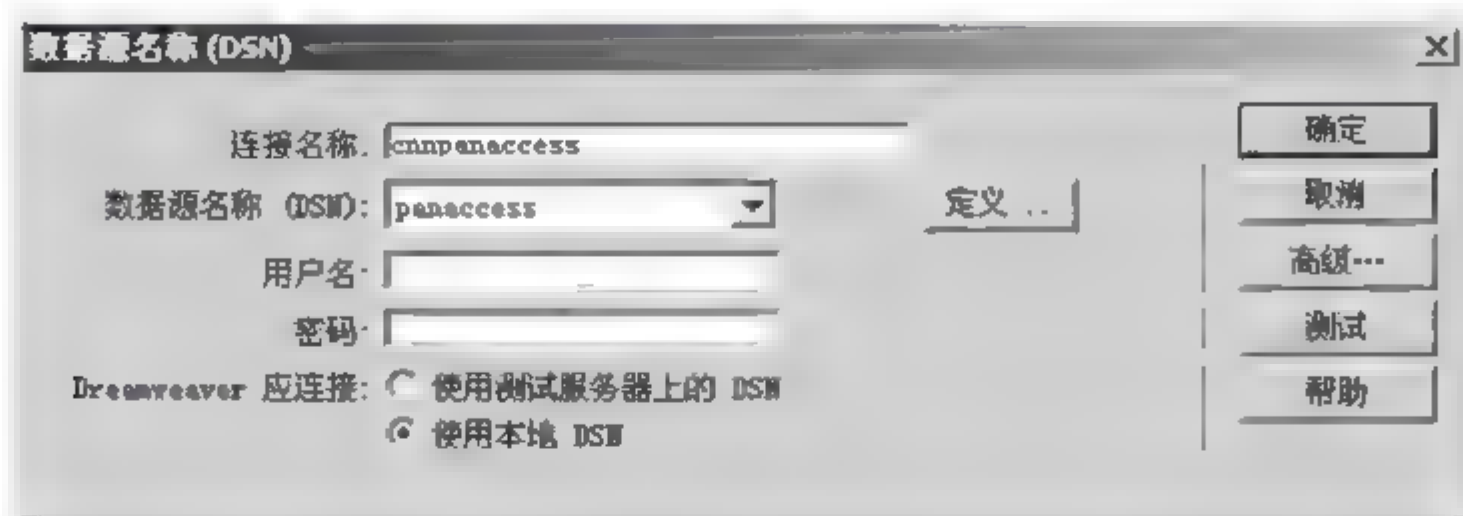 数据源名称 (DSN)
连接名称: cnnpanaccess
数据源名称 (DSN): panaccess 定义...
用户名:
密码:
Dreamweaver 应连接: 使用测试服务器上的 DSN
使用本地 DSN
确定
取消
高级...
测试
帮助